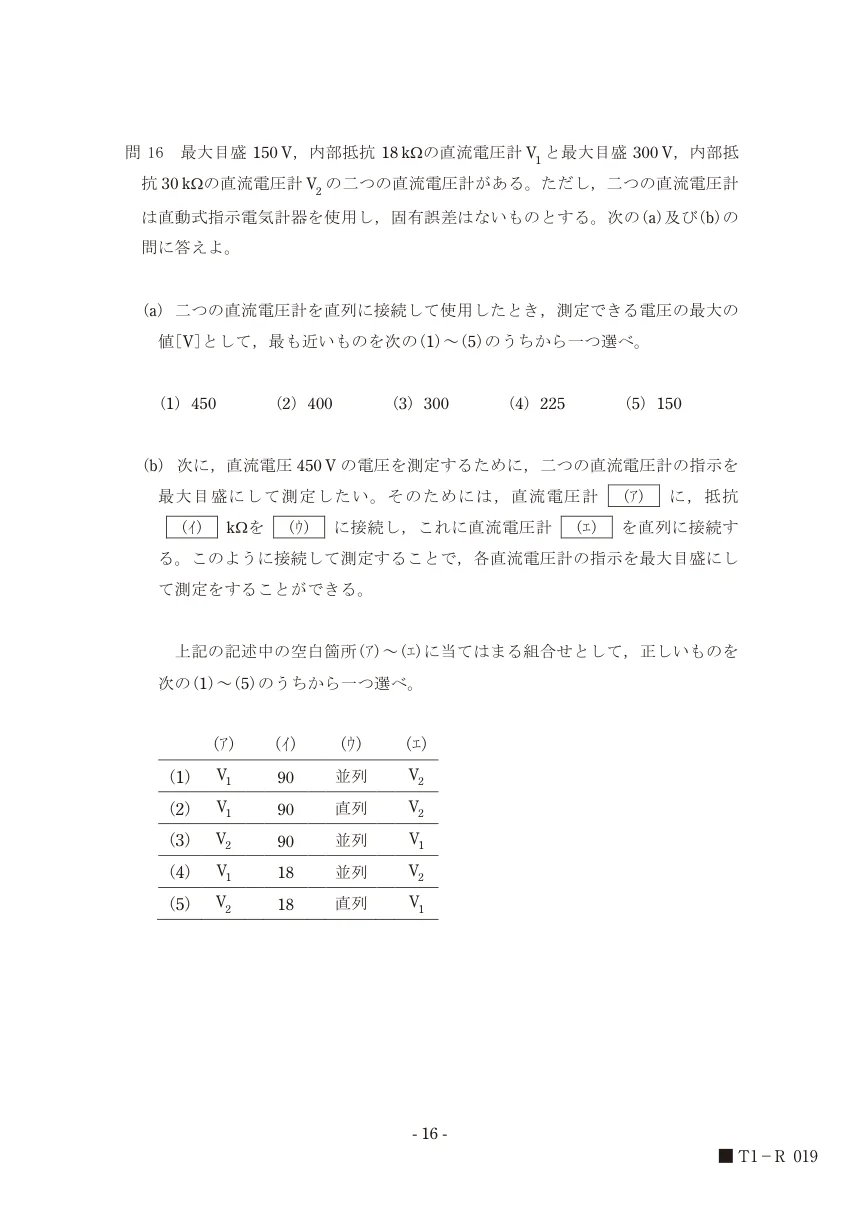 問 16 最大目盛 150 V，内部抵抗 18 kΩの直流電圧計 V1 と最大目盛 300 V，内部抵
抗 30 kΩの直流電圧計 V2 の二つの直流電圧計がある。ただし，二つの直流電圧計
は直動式指示電気計器を使用し，固有誤差はないものとする。次の(a)及び(b)の
問に答えよ。
(a) 二つの直流電圧計を直列に接続して使用したとき，測定できる電圧の最大の
値[V]として，最も近いものを次の(1)～(5)のうちから一つ選べ。
(1) 450 (2) 400 (3) 300 (4) 225 (5) 150
(b) 次に，直流電圧 450 V の電圧を測定するために，二つの直流電圧計の指示を
最大目盛にして測定したい。そのためには，直流電圧計 (ア) に，抵抗
(イ) kΩを (ウ) に接続し，これに直流電圧計 (エ) を直列に接続す
る。このように接続して測定することで，各直流電圧計の指示を最大目盛にし
て測定をすることができる。
上記の記述中の空白箇所(ア)～(エ)に当てはまる組合せとして，正しいものを
次の(1)～(5)のうちから一つ選べ。
(ア) (イ) (ウ) (エ)
(1) V1 90 並列 V2
(2) V1 90 直列 V2
(3) V2 90 並列 V1
(4) V1 18 並列 V2
(5) V2 18 直列 V1
- 16 -
■ T1－R 019